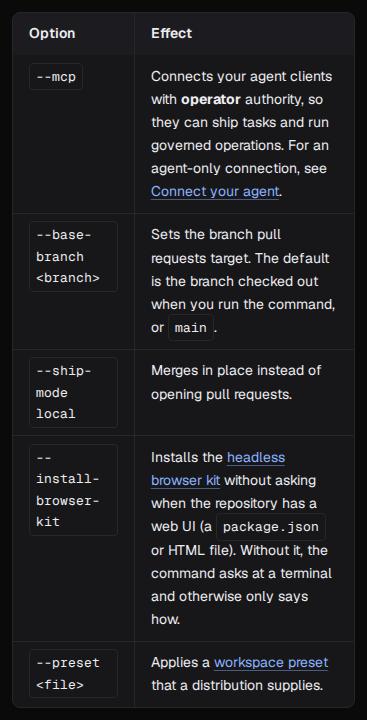 Option Effect
--mcp Connects your agent clients
with operator authority, so
they can ship tasks and run
governed operations. For an
agent-only connection, see
Connect your agent.
--base- Sets the branch pull
branch requests target. The default
<branch> is the branch checked out
when you run the command,
or main .
--ship- Merges in place instead of
mode opening pull requests.
local
-- Installs the headless
install- browser kit without asking
browser- when the repository has a
kit web UI (a package.json
or HTML file). Without it, the
command asks at a terminal
and otherwise only says
how.
--preset Applies a workspace preset
<file> that a distribution supplies.